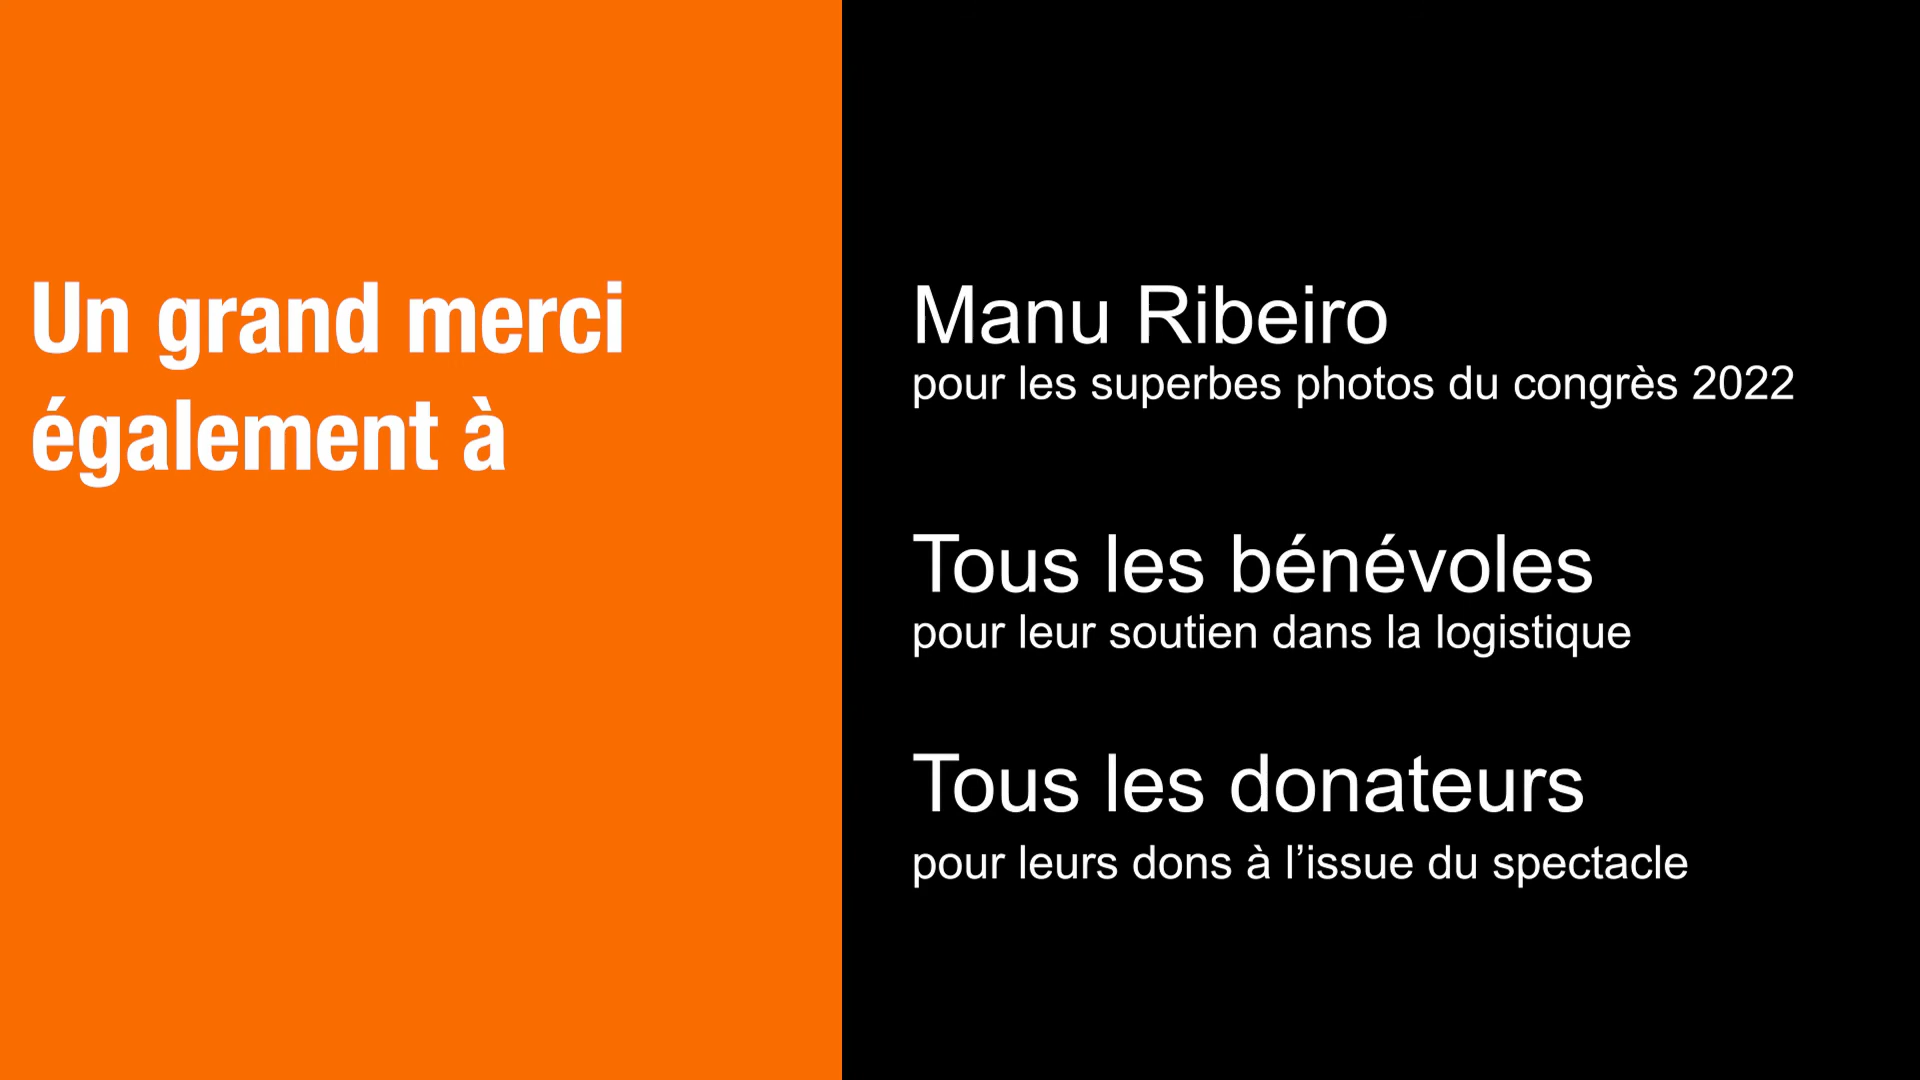 Un grand merci
également à
Manu Ribeiro
pour les superbes photos du congrès 2022
Tous les bénévoles
pour leur soutien dans la logistique
Tous les donateurs
pour leurs dons à l’issue du spectacle